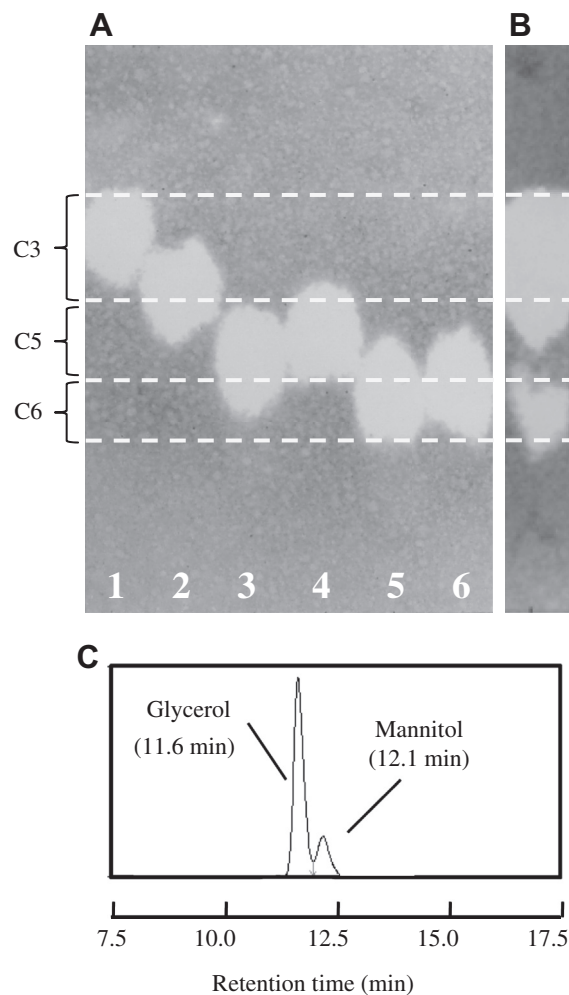 A
B
C3
C5
C6
1 2 3 4 5 6
C
Glycerol
(11.6 min)
Mannitol
(12.1 min)
7.5 10.0 12.5 15.0 17.5
Retention time (min)